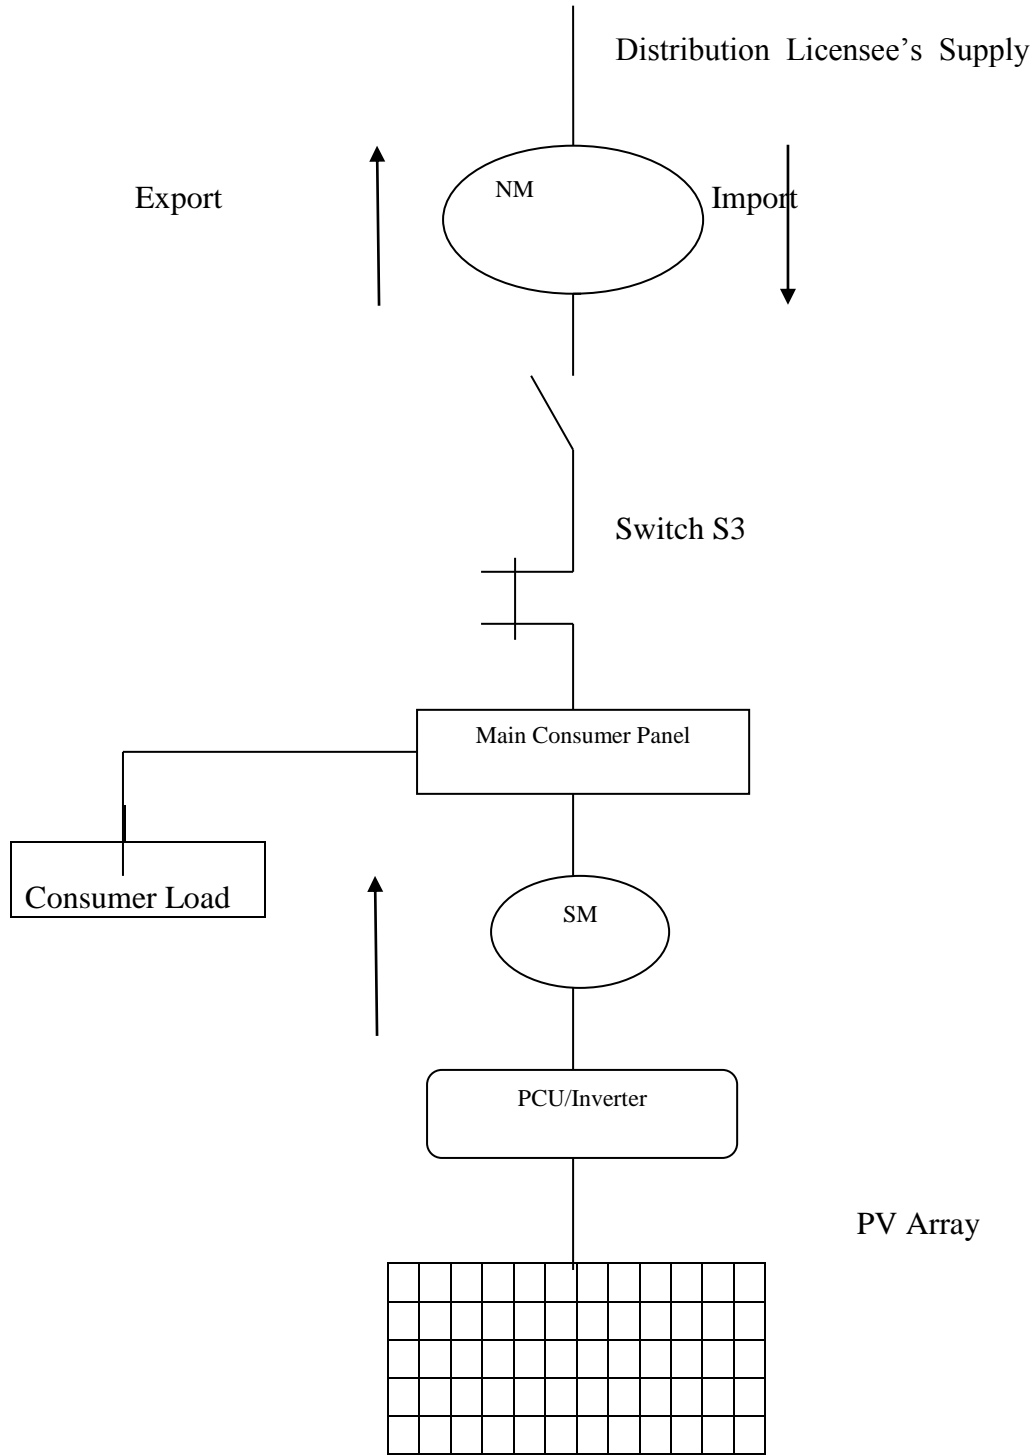 Distribution Licensee's Supply
Export
NM
Import
Switch S3
Main Consumer Panel
Consumer Load
SM
PCU/Inverter
PV Array